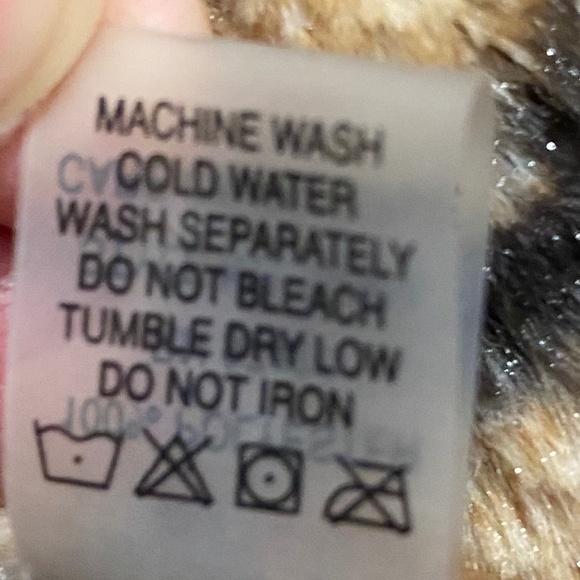 MACHINE WASH
COLD WATER
WASH SEPARATELY
DO NOT BLEACH
TUMBLE DRY LOW
DO NOT IRON